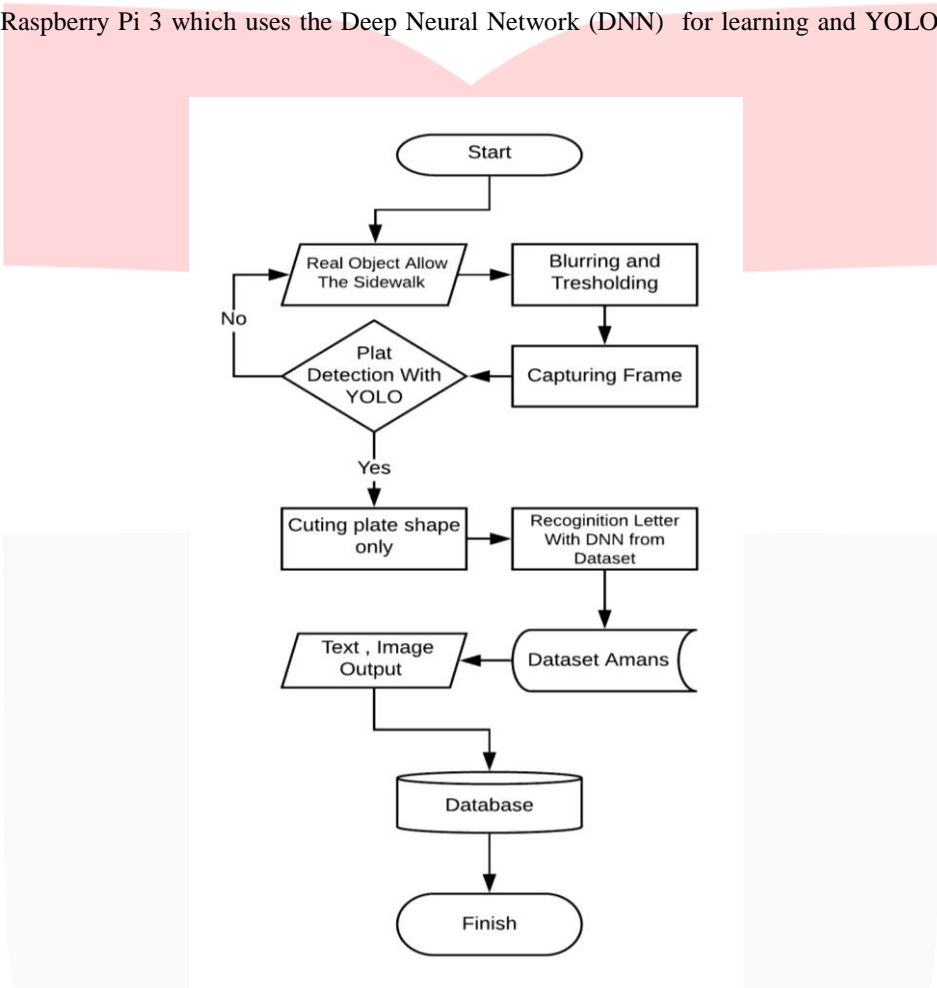 Raspberry Pi 3 which uses the Deep Neural Network (DNN) for learning and YOLO
Start
Real Object Allow
The Sidewalk
Blurring and
Tresholding
No
Plat
Detection With
YOLO
Capturing Frame
Yes
Cuting plate shape
only
Recoginition Letter
With DNN from
Dataset
Text , Image
Output
Dataset Amans
Database
Finish